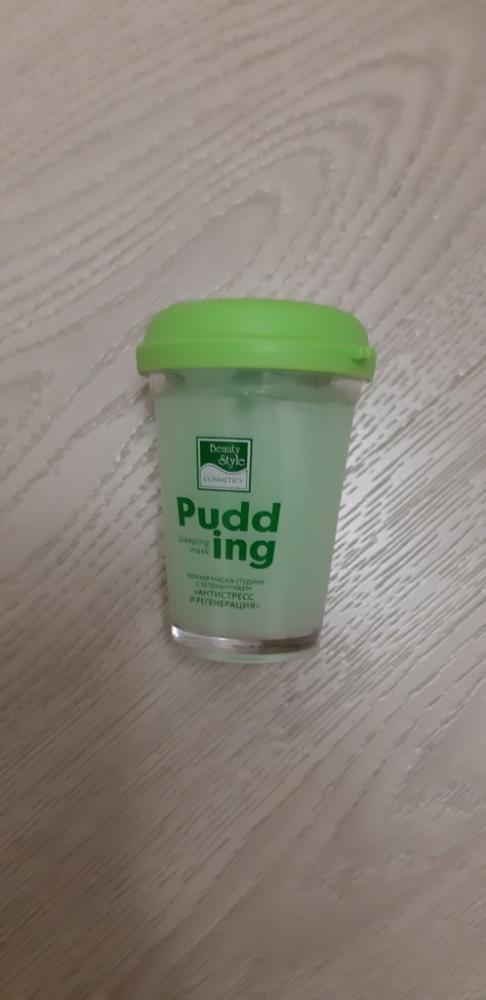 Beauty
Style
COSMETICS
Pudd
ing
Sleeping
mask
НОЧНАЯ МАСКА-ПУДИНГ
С ЗЕЛЕНЫМ ЧАЕМ
«АНТИСТРЕСС
И РЕГЕНЕРАЦИЯ»